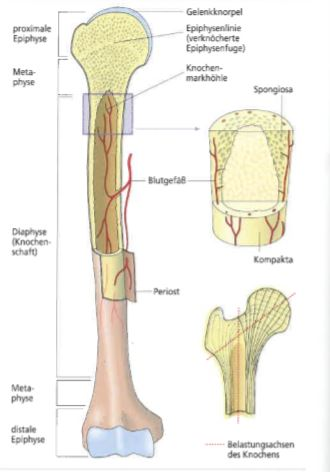 Gelenkknorpel
proximale
Epiphyse
Epiphysenlinie
(verknöcherte
Epiphysenfuge)
Meta-
physe
Knochen-
markhöhle
Spongiosa
Blutgefäß
Diaphyse
(Knochen-
schaft)
Kompakta
Periost
Meta-
physe
distale
Epiphyse
Belastungsachsen
des Knochens